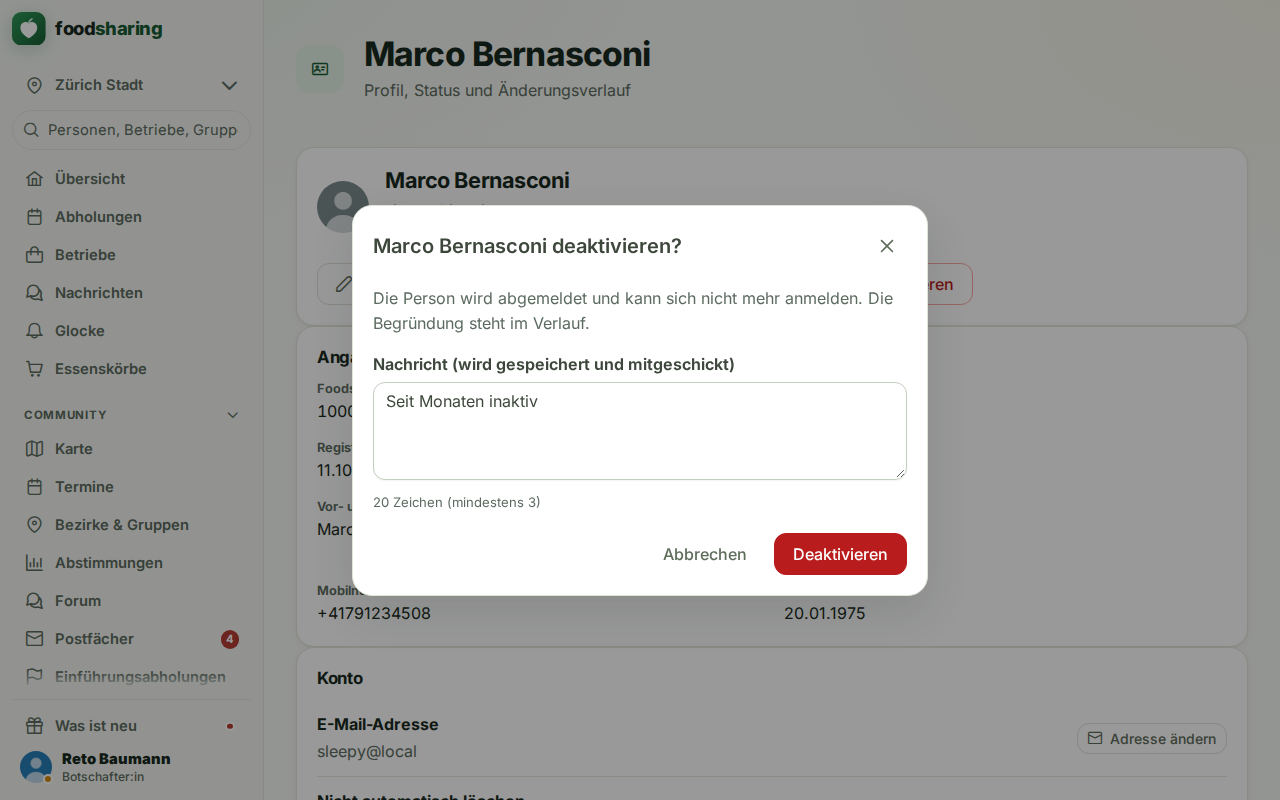 foodsharing
Zürich Stadt
Personen, Betriebe, Grupp
Übersicht
Abholungen
Betriebe
Nachrichten
Glocke
Essenskörbe
COMMUNITY
Karte
Termine
Bezirke & Gruppen
Abstimmungen
Forum
Postfächer
4
Einführungsabholungen
Was ist neu
Reto Baumann
Botschafter:in
Marco Bernasconi
Profil, Status und Änderungsverlauf
Marco Bernasconi
Marco Bernasconi deaktivieren?
Die Person wird abgemeldet und kann sich nicht mehr anmelden. Die
Begründung steht im Verlauf.
Nachricht (wird gespeichert und mitgeschickt)
Seit Monaten inaktiv
20 Zeichen (mindestens 3)
Abbrechen
Deaktivieren
+41791234508
20.01.1975
Konto
E-Mail-Adresse
sleepy@local
Adresse ändern
Nicht automatisch löschen